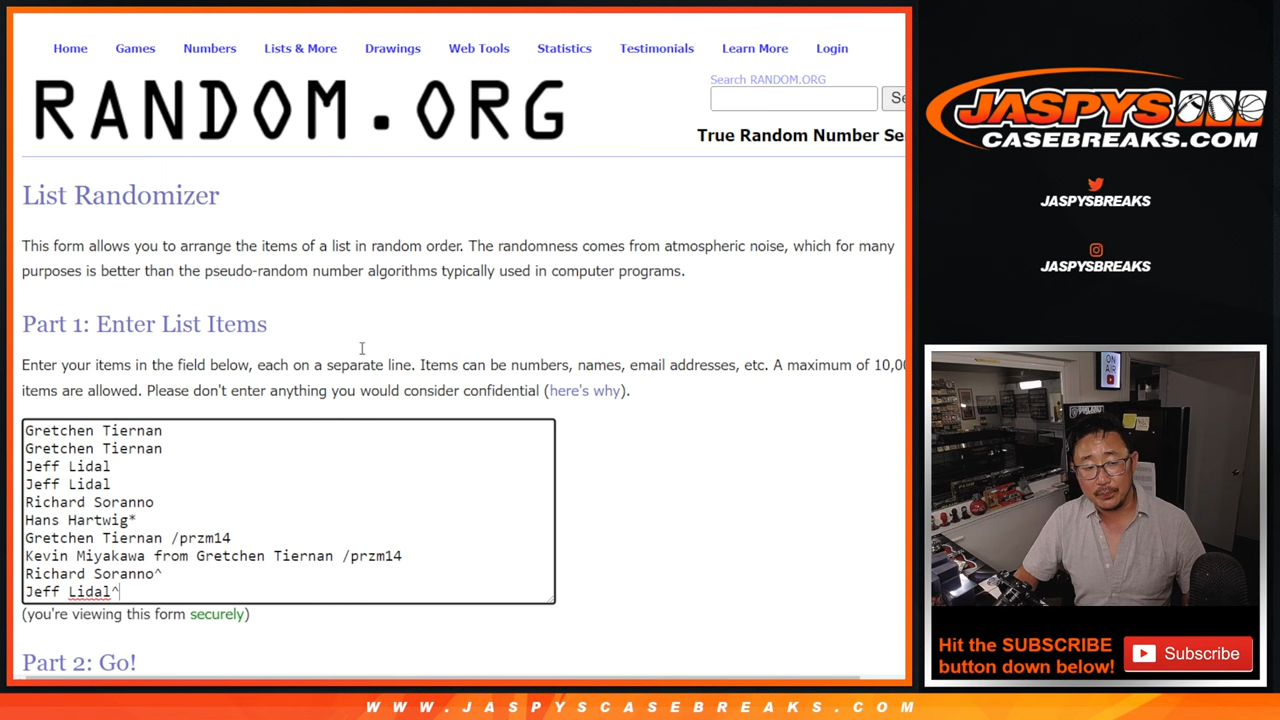 Home Games Numbers Lists & More Drawings Web Tools Statistics Testimonials Learn More Login
RANDOM.ORG
Search RANDOM.ORG
Se
True Random Number Se
List Randomizer
This form allows you to arrange the items of a list in random order. The randomness comes from atmospheric noise, which for many
purposes is better than the pseudo-random number algorithms typically used in computer programs.
Part 1: Enter List Items
Enter your items in the field below, each on a separate line. Items can be numbers, names, email addresses, etc. A maximum of 10,00
items are allowed. Please don't enter anything you would consider confidential (here's why).
Gretchen Tiernan
Gretchen Tiernan
Jeff Lidal
Jeff Lidal
Richard Soranno
Hans Hartwig*
Gretchen Tiernan /przm14
Kevin Miyakawa from Gretchen Tiernan /przm14
Richard Soranno^
Jeff Lidal^
(you're viewing this form securely)
Part 2: Go!
JASPYS
CASEBREAKS.COM
JASPYSBREAKS
JASPYSBREAKS
ON
AIR
Hit the SUBSCRIBE
button down below!
Subscribe
WWW.JASPYSCASEBREAKS.COM